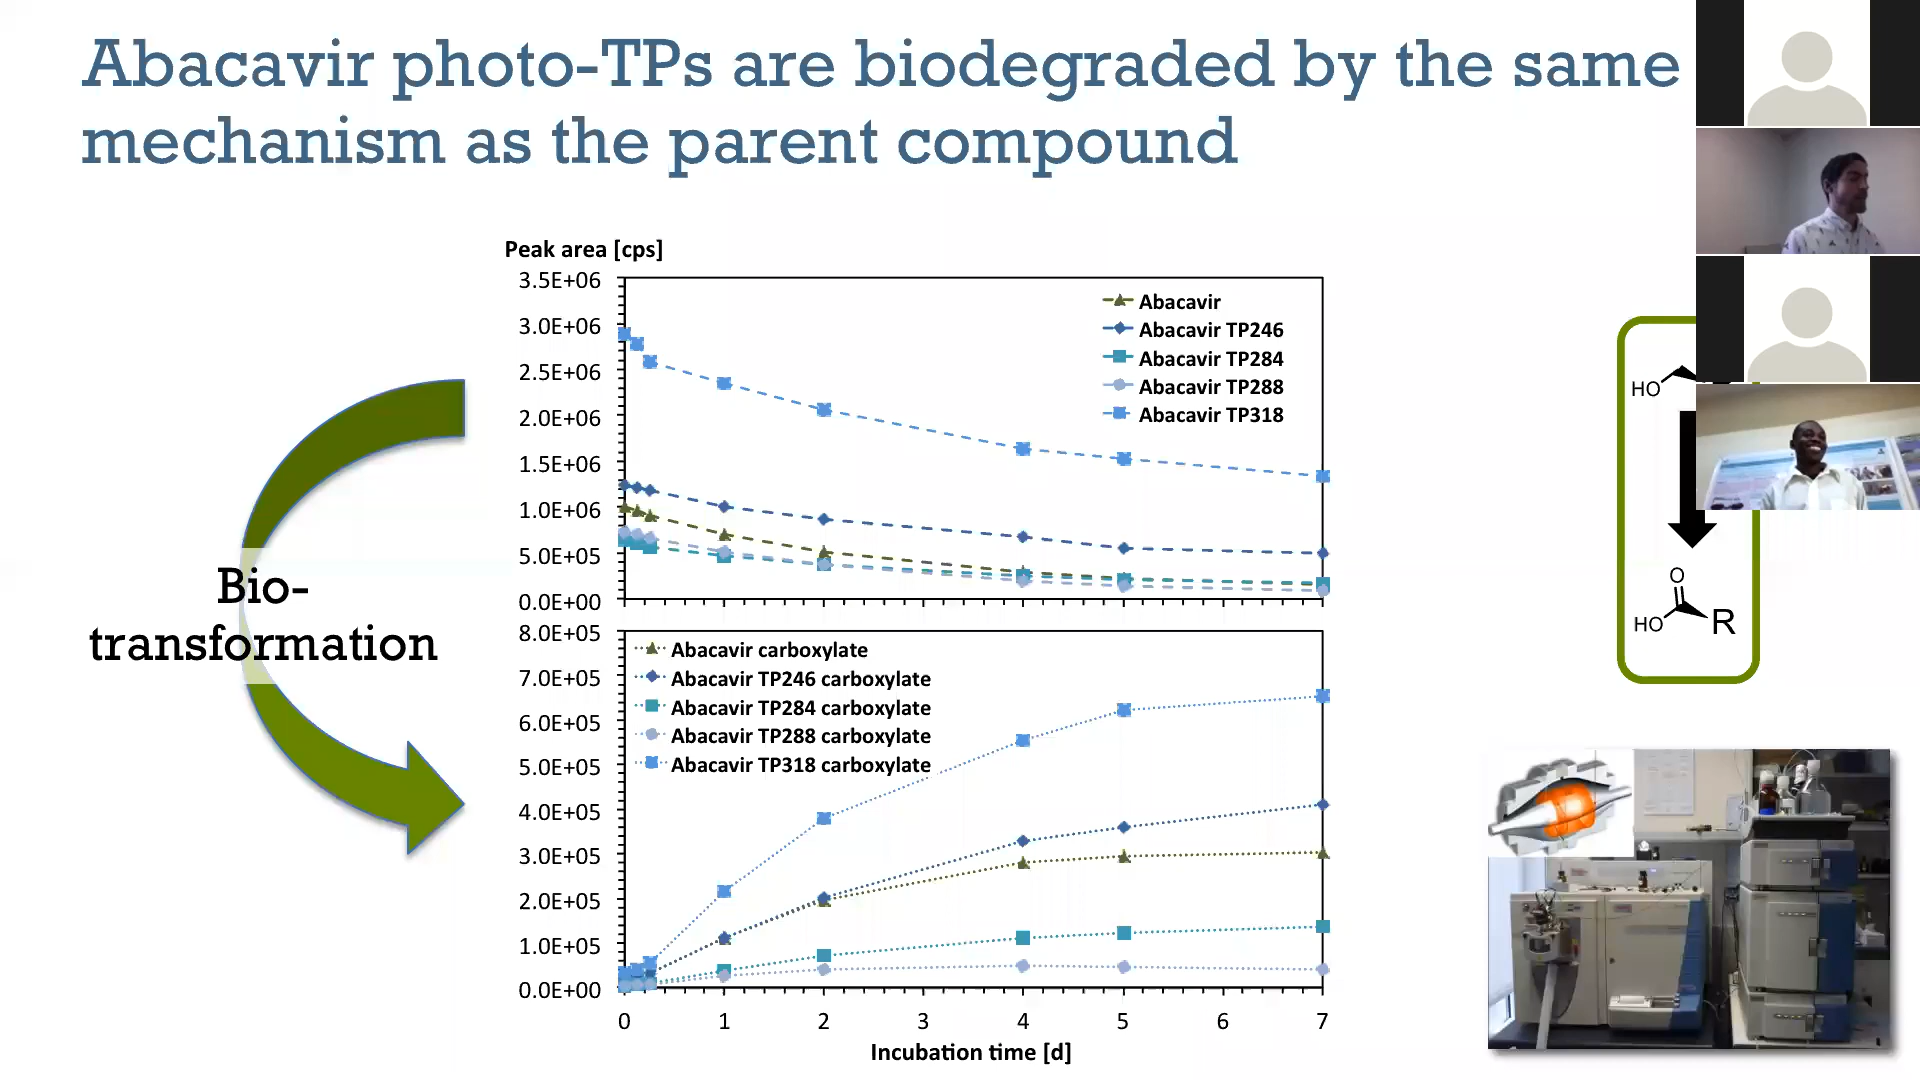 Abacavir photo-TPs are biodegraded by the same
mechanism as the parent compound
Peak area [cps]
3.5E+06
3.0E+06
2.5E+06
2.0E+06
1.5E+06
1.0E+06
5.0E+05
0.0E+00
Abacavir
Abacavir TP246
Abacavir TP284
Abacavir TP288
Abacavir TP318
Bio-
transformation
8.0E+05
7.0E+05
6.0E+05
5.0E+05
4.0E+05
3.0E+05
2.0E+05
1.0E+05
0.0E+00
Abacavir carboxylate
Abacavir TP246 carboxylate
Abacavir TP284 carboxylate
Abacavir TP288 carboxylate
Abacavir TP318 carboxylate
0 1 2 3 4 5 6 7
Incubation time [d]
HO
O
HO R